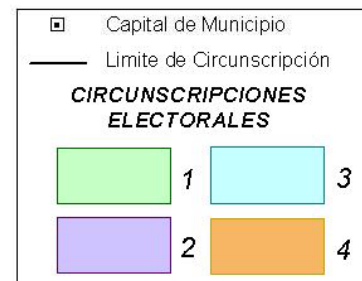 Capital de Municipio
Limite de Circunscripción
CIRCUNSCRIPCIONES
ELECTORALES
1 3
2 4